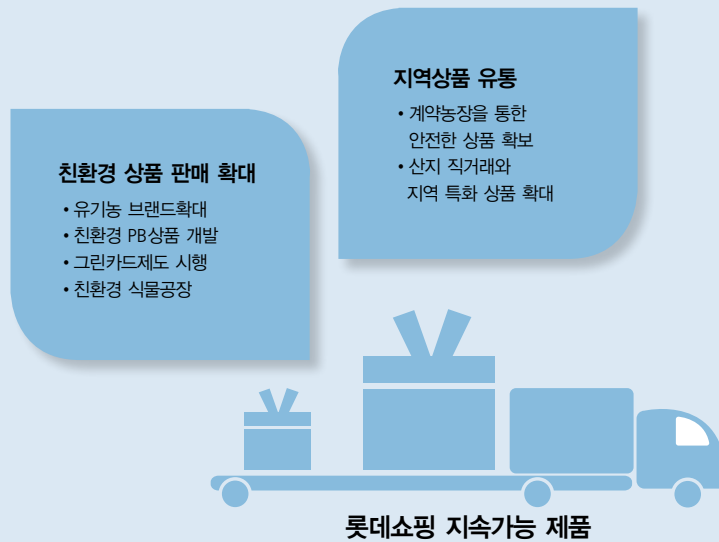 지역상품 유통
• 계약농장을 통한
안전한 상품 확보
• 산지 직거래와
지역 특화 상품 확대
친환경 상품 판매 확대
• 유기농 브랜드확대
• 친환경 PB상품 개발
• 그린카드제도 시행
• 친환경 식물공장
롯데쇼핑 지속가능 제품